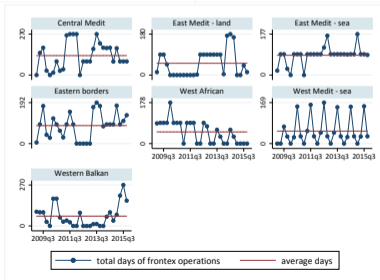 Central Medit
East Medit - land
East Medit - sea
270
0
180
0
177
0
Eastern borders
West African
West Medit - sea
192
0
178
0
169
0
2009q3 2011q3 2013q3 2015q3
2009q3 2011q3 2013q3 2015q3
Western Balkan
270
0
2009q3 2011q3 2013q3 2015q3
total days of frontex operations
average days